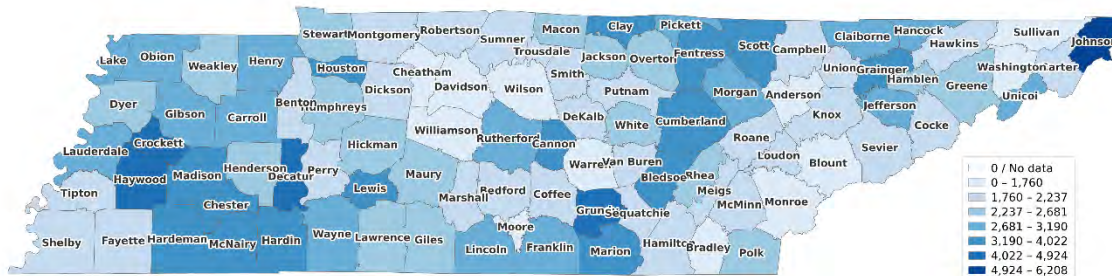 Stewart Montgomery Robertson Sumner Macon Clay Pickett Claiborne Hancock Hawkins Sullivan Johnson
Lake Obion Weakley Henry Houston Trousdale Jackson Overton Fentress Scott Campbell Union Grainger Hamblen Washington arter
Dyer Gibson Carroll Benton Humphreys Dickson Cheatham Davidson Wilson Smith Putnam Morgan Anderson Jefferson Greene Unicoi
Lauderdale Crockett Hickman Williamson Rutherford Cannon DeKalb White Cumberland Roane Knox Sevier Cocke
Tipton Haywood Madison Henderson Decatur Perry Lewis Maury Warren Van Buren Bledsoe Rhea Loudon Blount
Chester Marshall Redford Coffee Grun Sequatchie Meigs McMinn Monroe
Shelby Fayette Hardeman McNairy Hardin Wayne Lawrence Giles Lincoln Moore Franklin Marion Hamilto Bradley Polk
0 / No data
0 – 1,760
1,760 – 2,237
2,237 – 2,681
2,681 – 3,190
3,190 – 4,022
4,022 – 4,924
4,924 – 6,208